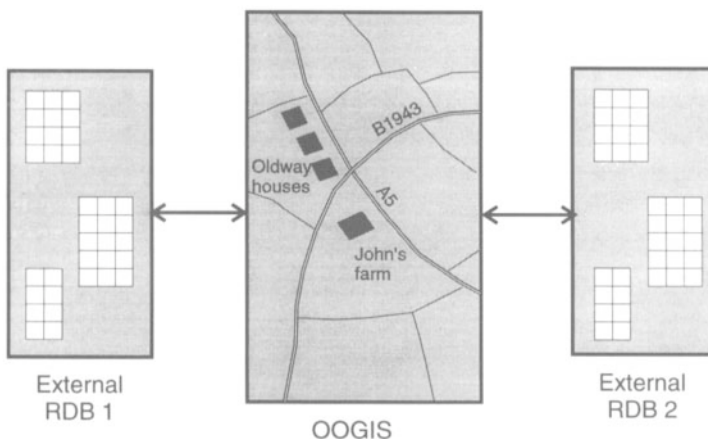 B1943
Oldway
houses
A5
John's
farm
External
RDB 1
OOGIS
External
RDB 2